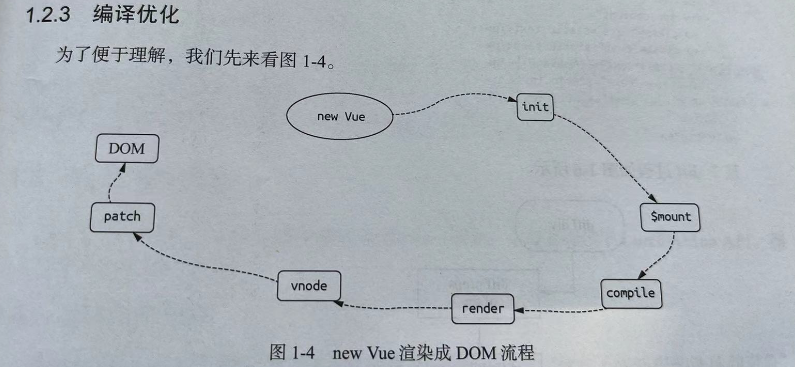 1.2.3 编译优化
为了便于理解，我们先来看图 1-4。
new Vue
init
$mount
compile
render
vnode
patch
DOM
图 1-4 new Vue 渲染成 DOM 流程